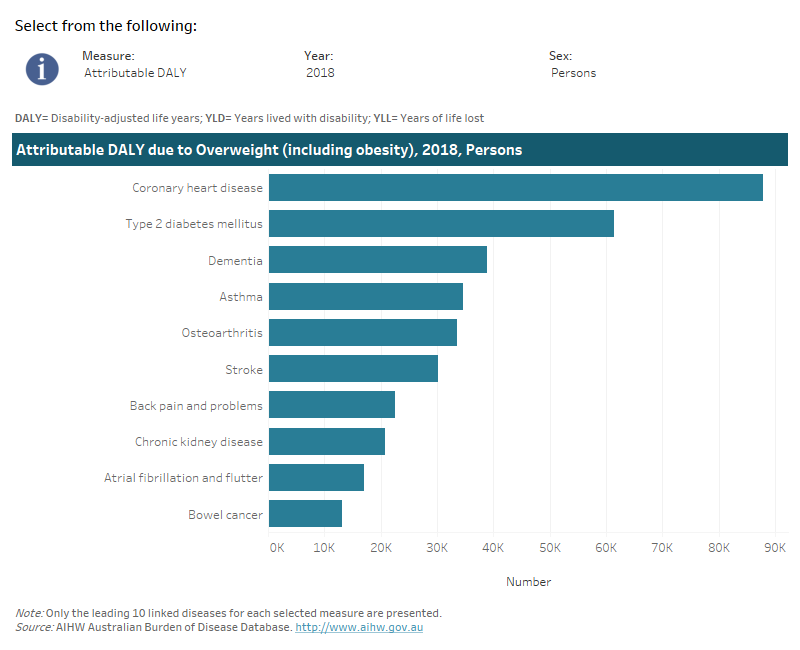 Select from the following:
i
Measure:
Attributable DALY
Year:
2018
Sex:
Persons
DALY= Disability-adjusted life years; YLD= Years lived with disability; YLL= Years of life lost
Attributable DALY due to Overweight (including obesity), 2018, Persons
Coronary heart disease
Type 2 diabetes mellitus
Dementia
Asthma
Osteoarthritis
Stroke
Back pain and problems
Chronic kidney disease
Atrial fibrillation and flutter
Bowel cancer
0K 10K 20K 30K 40K 50K 60K 70K 80K 90K
Number
Note: Only the leading 10 linked diseases for each selected measure are presented.
Source: AIHW Australian Burden of Disease Database. http://www.aihw.gov.au